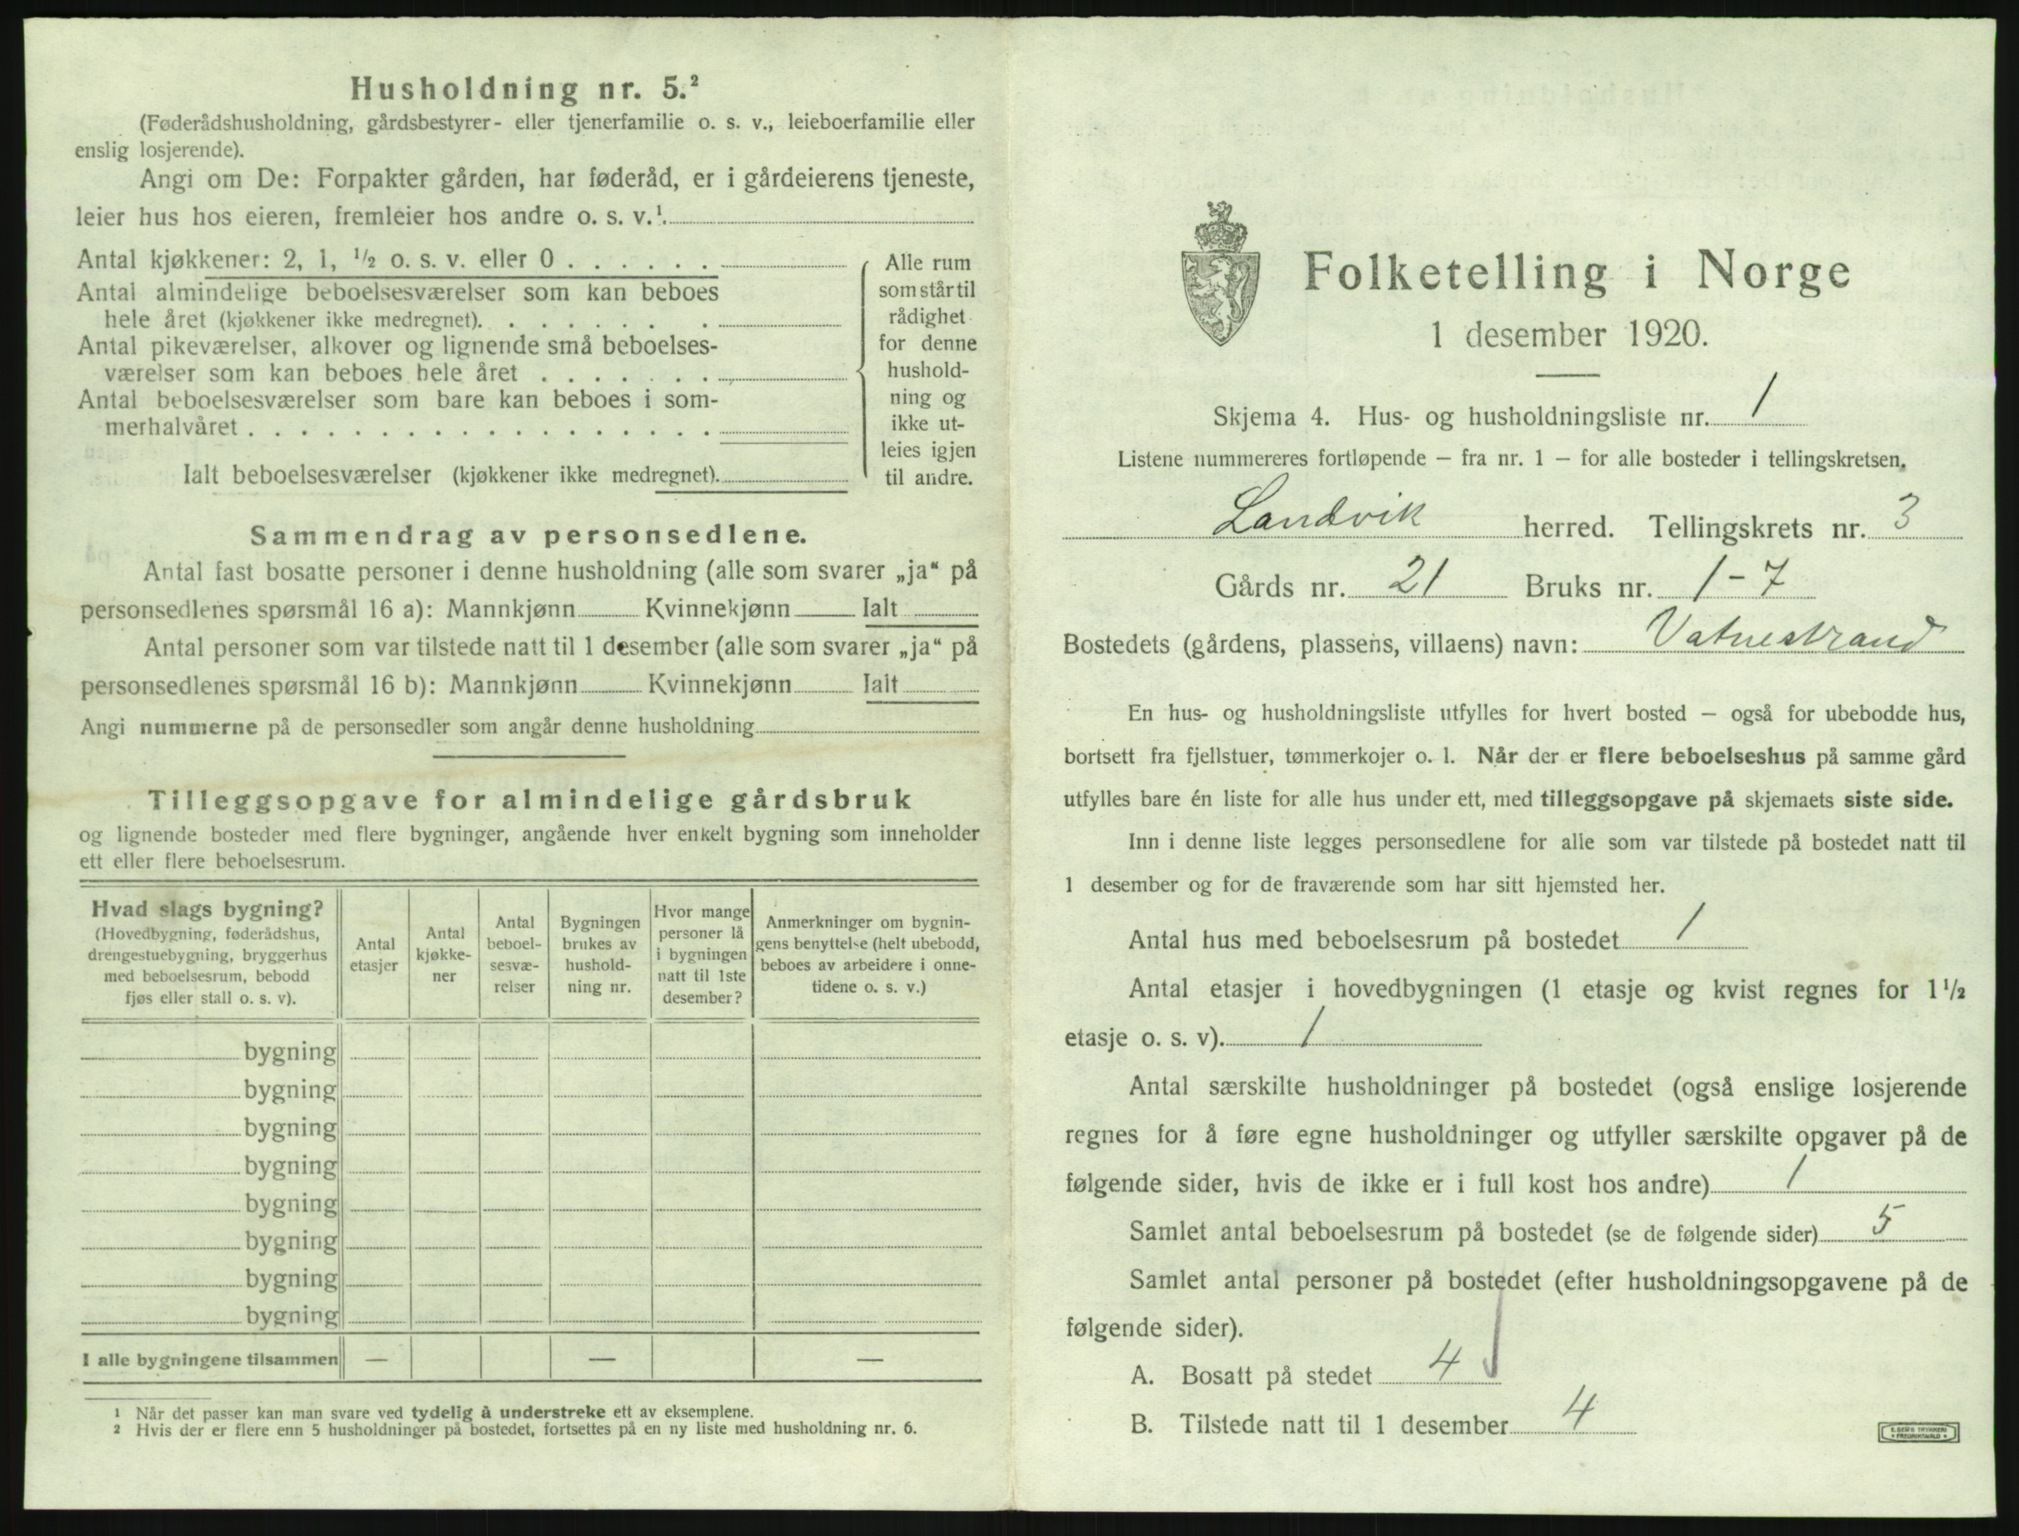 Husholdning nr. 5.²
(Føderådshusholdning, gårdsbestyrer- eller tjenerfamilie o. s. v., leieboerfamilie eller
enslig losjerende).
Angi om De: Forpakter gården, har føderåd, er i gårdeierens tjeneste,
leier hus hos eieren, fremleier hos andre o. s. v.¹
Antal kjøkkener: 2, 1, ½ o. s. v. eller 0 . . . . . .
Antal almindelige beboelsesværelser som kan beboes
hele året (kjøkkener ikke medregnet). . . . . . . .
Antal pikeværelser, alkover og lignende små beboelses-
værelser som kan beboes hele året . . . . . . .
Antal beboelsesværelser som bare kan beboes i som-
merhalvåret . . . . . . . . . . . . . . . . . .
Ialt beboelsesværelser (kjøkkener ikke medregnet).
Alle rum
som står til
rådighet
for denne
hushold-
ning og
ikke ut-
leies igjen
til andre.
Sammendrag av personsedlene.
Antal fast bosatte personer i denne husholdning (alle som svarer „ja“ på
personsedlenes spørsmål 16 a): Mannkjønn Kvinnekjønn Ialt
Antal personer som var tilstede natt til 1 desember (alle som svarer „ja“ på
personsedlenes spørsmål 16 b): Mannkjønn Kvinnekjønn Ialt
Angi nummerne på de personsedler som angår denne husholdning
Tilleggsopgave for almindelige gårdsbruk
og lignende bosteder med flere bygninger, angående hver enkelt bygning som inneholder
ett eller flere beboelsesrum.
Hvad slags bygning?
(Hovedbygning, føderådshus,
drengestuebygning, bryggerhus
med beboelsesrum, bebodd
fjøs eller stall o. s. v).
Antal
etasjer
Antal
kjøkke-
ner
Antal
beboel-
sesvæ-
relser
Bygningen
brukes av
hushold-
ning nr.
Hvor mange
personer lå
i bygningen
natt til 1ste
desember?
Anmerkninger om bygnin-
gens benyttelse (helt ubebodd,
beboes av arbeidere i onne-
tidene o. s. v.)
bygning
bygning
bygning
bygning
bygning
bygning
bygning
bygning
I alle bygningene tilsammen — — —
¹ Når det passer kan man svare ved tydelig å understreke ett av eksemplene.
² Hvis der er flere enn 5 husholdninger på bostedet, fortsettes på en ny liste med husholdning nr. 6.
Folketelling i Norge
1 desember 1920.
Skjema 4. Hus- og husholdningsliste nr. 1
Listene nummereres fortløpende – fra nr. 1 – for alle bosteder i tellingskretsen.
Landvik herred. Tellingskrets nr. 3
Gårds nr. 21 Bruks nr. 1-7
Bostedets (gårdens, plassens, villaens) navn: Vatnestrand
En hus- og husholdningsliste utfylles for hvert bosted – også for ubebodde hus,
bortsett fra fjellstuer, tømmerkojer o. l. Når der er flere beboelseshus på samme gård
utfylles bare én liste for alle hus under ett, med tilleggsopgave på skjemaets siste side.
Inn i denne liste legges personsedlene for alle som var tilstede på bostedet natt til
1 desember og for de fraværende som har sitt hjemsted her.
Antal hus med beboelsesrum på bostedet 1
Antal etasjer i hovedbygningen (1 etasje og kvist regnes for 1½
etasje o. s. v). 1
Antal særskilte husholdninger på bostedet (også enslige losjerende
regnes for å føre egne husholdninger og utfyller særskilte opgaver på de
følgende sider, hvis de ikke er i full kost hos andre) 1
Samlet antal beboelsesrum på bostedet (se de følgende sider) 5
Samlet antal personer på bostedet (efter husholdningsopgavene på de
følgende sider).
A. Bosatt på stedet 4
B. Tilstede natt til 1 desember 4